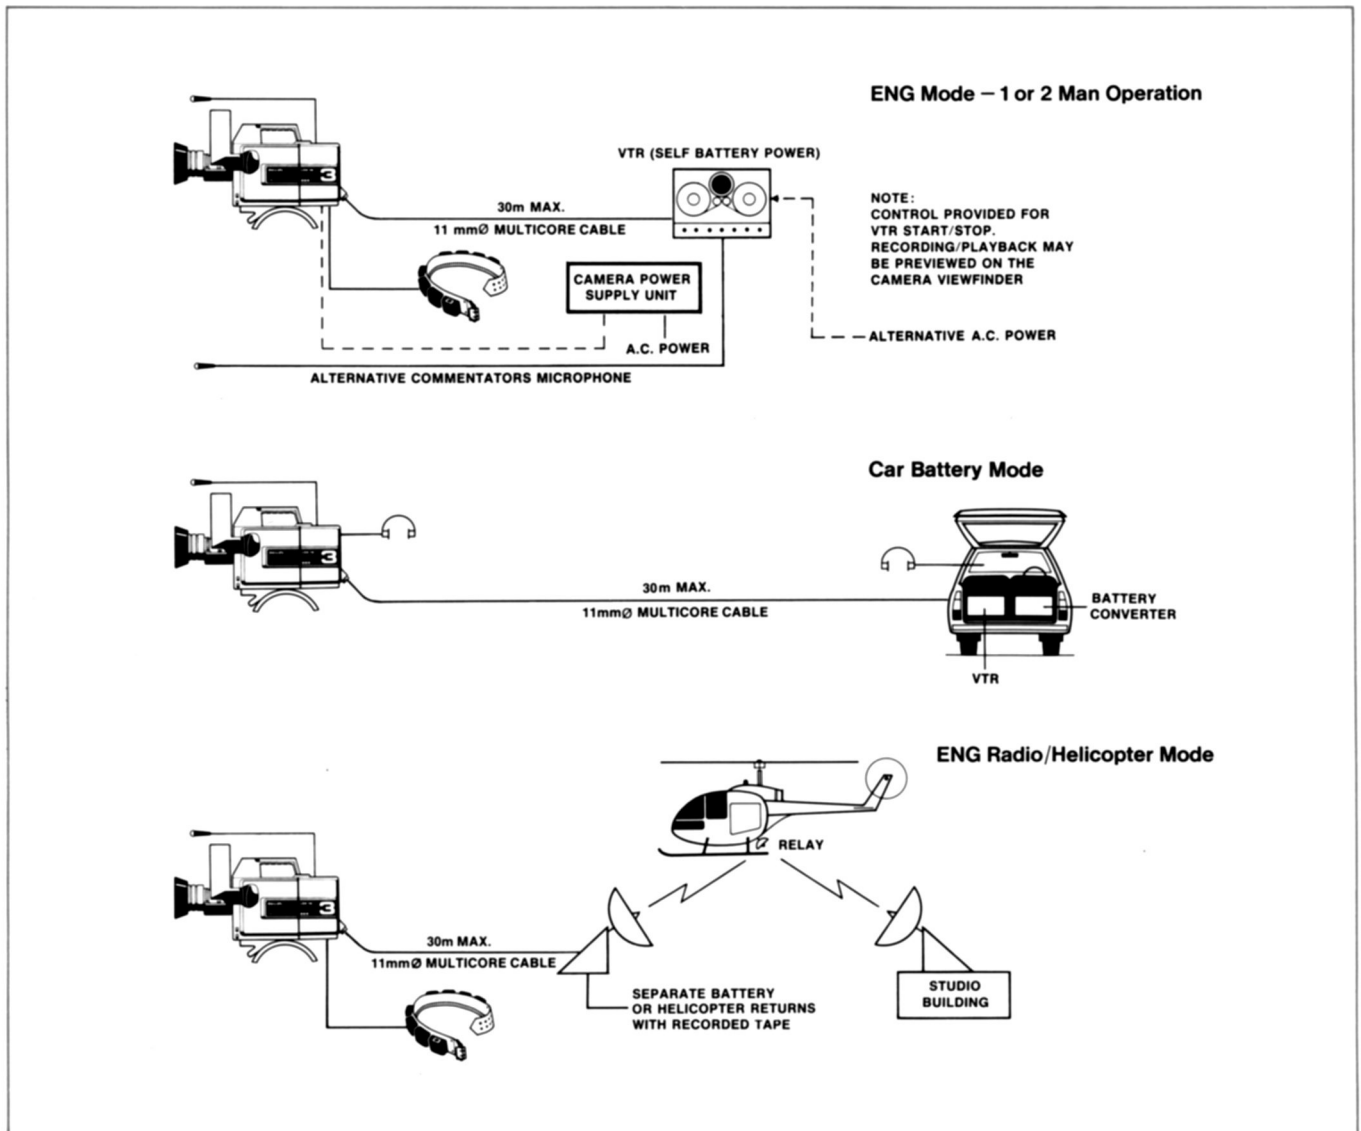 ENG Mode – 1 or 2 Man Operation
VTR (SELF BATTERY POWER)
3
30m MAX.
11 mmØ MULTICORE CABLE
NOTE:
CONTROL PROVIDED FOR
VTR START/STOP.
RECORDING/PLAYBACK MAY
BE PREVIEWED ON THE
CAMERA VIEWFINDER
CAMERA POWER
SUPPLY UNIT
A.C. POWER
ALTERNATIVE A.C. POWER
ALTERNATIVE COMMENTATORS MICROPHONE
Car Battery Mode
3
30m MAX.
11mmØ MULTICORE CABLE
BATTERY
CONVERTER
VTR
ENG Radio/Helicopter Mode
RELAY
3
30m MAX.
11mmØ MULTICORE CABLE
SEPARATE BATTERY
OR HELICOPTER RETURNS
WITH RECORDED TAPE
STUDIO
BUILDING